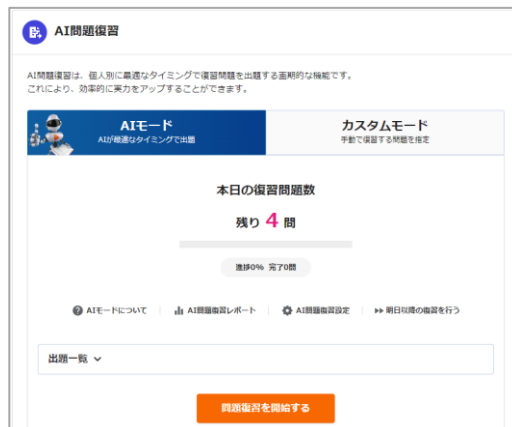 AI問題復習
AI問題復習は、個人別に最適なタイミングで復習問題を出題する画期的な機能です。
これにより、効率的に実力をアップすることができます。
AIモード
AIが最適なタイミングで出題
カスタムモード
手動で復習する問題を指定
本日の復習問題数
残り 4 問
進捗0% 完了0問
AIモードについて
AI問題復習レポート
AI問題復習設定
明日以降の復習を行う
出題一覧
問題復習を開始する